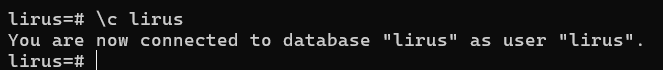 lirus=# \c lirus
You are now connected to database "lirus" as user "lirus".
lirus=#